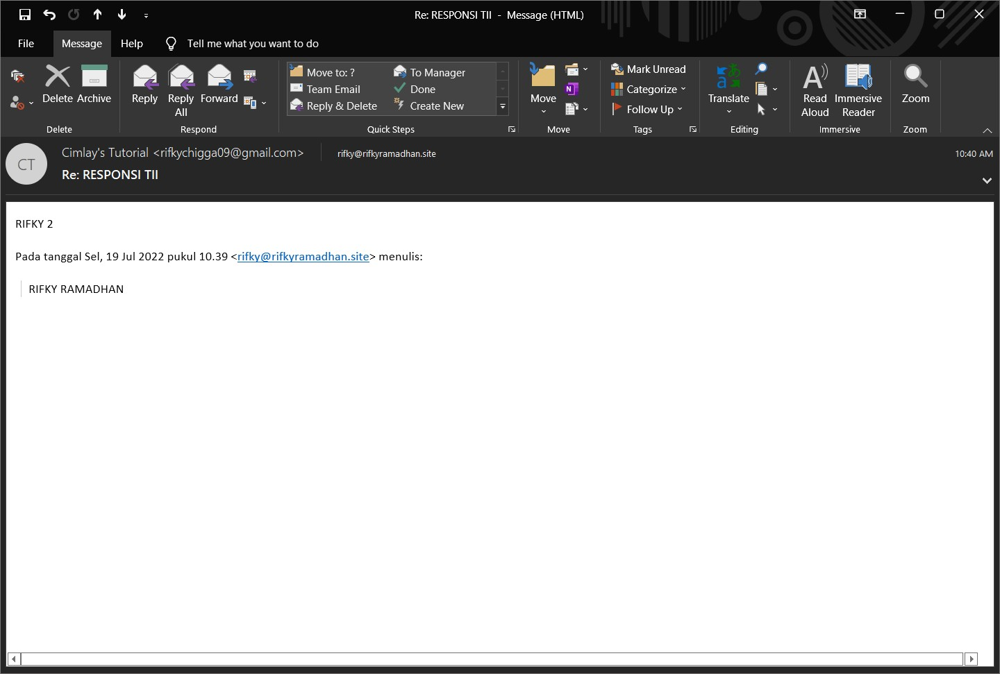 Re: RESPONSI TII - Message (HTML)
File Message Help Tell me what you want to do
Delete Archive
Delete
Reply Reply All Forward
Respond
Move to: ? To Manager
Team Email Done
Reply & Delete Create New
Quick Steps
Move
Move
Mark Unread
Categorize
Follow Up
Tags
Translate
Editing
Read Aloud Immersive Reader
Immersive
Zoom
Zoom
CT
Cimlay's Tutorial <rifkychigga09@gmail.com> rifky@rifkyramadhan.site 10:40 AM
Re: RESPONSI TII
RIFKY 2
Pada tanggal Sel, 19 Jul 2022 pukul 10.39 <rifky@rifkyramadhan.site> menulis:
RIFKY RAMADHAN